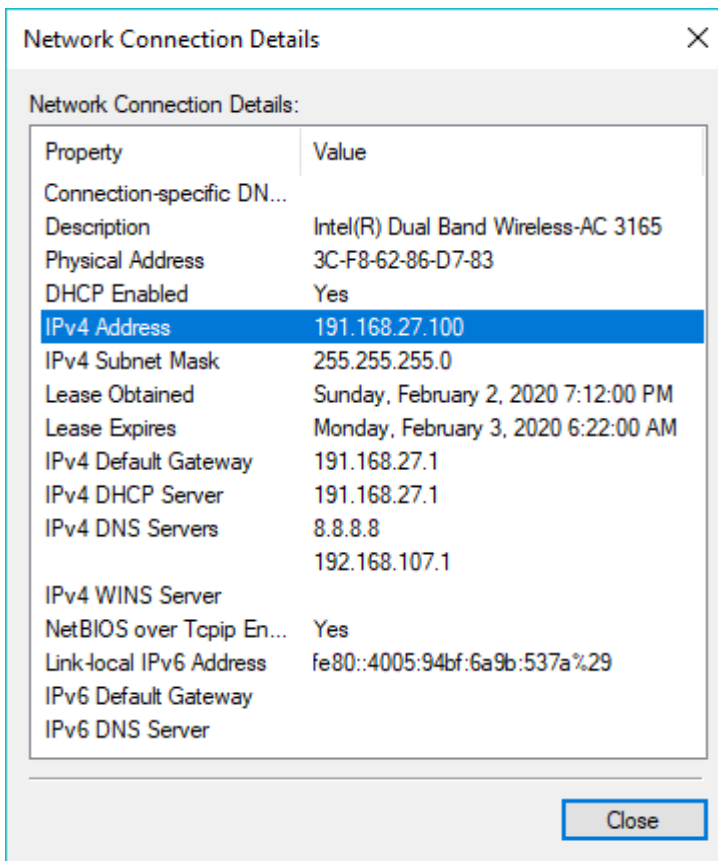 Network Connection Details
Network Connection Details:
Property Value
Connection-specific DN...
Description Intel(R) Dual Band Wireless-AC 3165
Physical Address 3C-F8-62-86-D7-83
DHCP Enabled Yes
IPv4 Address 191.168.27.100
IPv4 Subnet Mask 255.255.255.0
Lease Obtained Sunday, February 2, 2020 7:12:00 PM
Lease Expires Monday, February 3, 2020 6:22:00 AM
IPv4 Default Gateway 191.168.27.1
IPv4 DHCP Server 191.168.27.1
IPv4 DNS Servers 8.8.8.8
192.168.107.1
IPv4 WINS Server
NetBIOS over Tcpip En... Yes
Link-local IPv6 Address fe80::4005:94bf:6a9b:537a%29
IPv6 Default Gateway
IPv6 DNS Server
Close